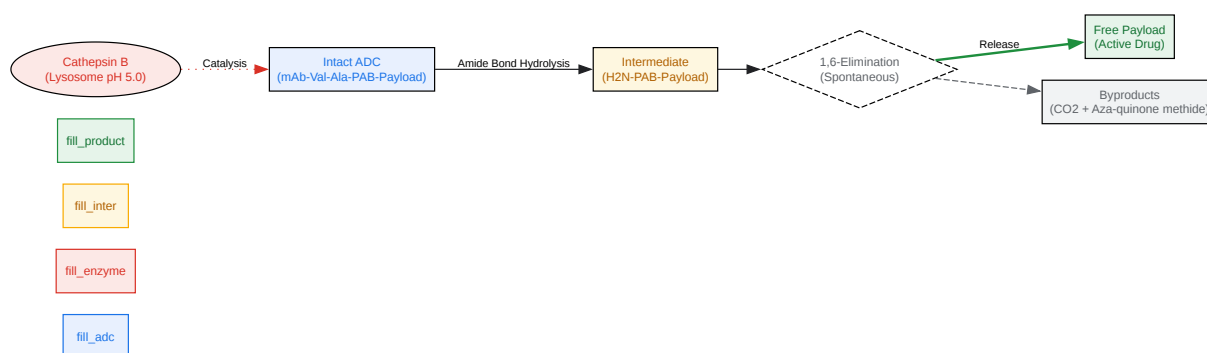 Cathepsin B
(Lysosome pH 5.0)
Catalysis
Intact ADC
(mAb-Val-Ala-PAB-Payload)
Amide Bond Hydrolysis
Intermediate
(H2N-PAB-Payload)
1,6-Elimination
(Spontaneous)
Release
Free Payload
(Active Drug)
Byproducts
(CO2 + Aza-quinone methide)
fill_product
fill_inter
fill_enzyme
fill_adc